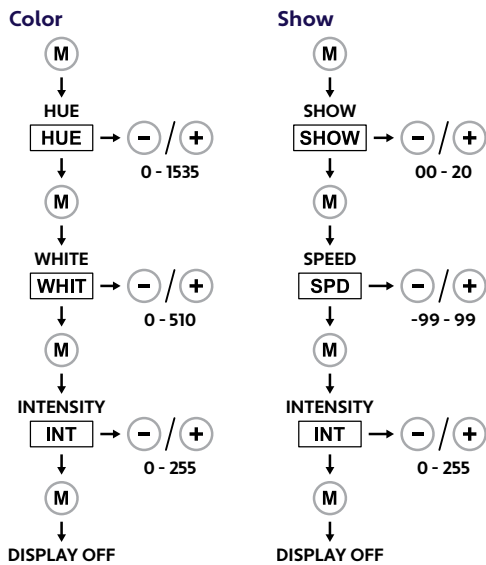 Color
M
HUE
HUE - / +
0 - 1535
M
WHITE
WHIT - / +
0 - 510
M
INTENSITY
INT - / +
0 - 255
M
DISPLAY OFF
Show
M
SHOW
SHOW - / +
00 - 20
M
SPEED
SPD - / +
-99 - 99
M
INTENSITY
INT - / +
0 - 255
M
DISPLAY OFF